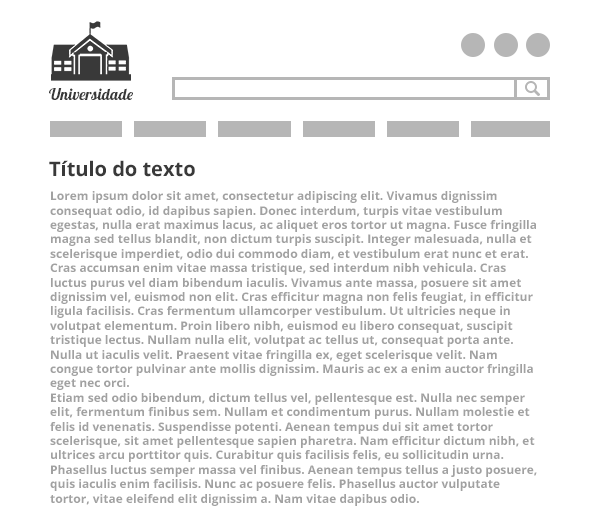 Universidade
Título do texto
Lorem ipsum dolor sit amet, consectetur adipiscing elit. Vivamus dignissim
consequat odio, id dapibus sapien. Donec interdum, turpis vitae vestibulum
egestas, nulla erat maximus lacus, ac aliquet eros tortor ut magna. Fusce fringilla
magna sed tellus blandit, non dictum turpis suscipit. Integer malesuada, nulla et
scelerisque imperdiet, odio dui commodo diam, et vestibulum erat nunc et erat.
Cras accumsan enim vitae massa tristique, sed interdum nibh vehicula. Cras
luctus purus vel diam bibendum iaculis. Vivamus ante massa, posuere sit amet
dignissim vel, euismod non elit. Cras efficitur magna non felis feugiat, in efficitur
ligula facilisis. Cras fermentum ullamcorper vestibulum. Ut ultricies neque in
volutpat elementum. Proin libero nibh, euismod eu libero consequat, suscipit
tristique lectus. Nullam nulla elit, volutpat ac tellus ut, consequat porta ante.
Nulla ut iaculis velit. Praesent vitae fringilla ex, eget scelerisque velit. Nam
congue tortor pulvinar ante mollis dignissim. Mauris ac ex a enim auctor fringilla
eget nec orci.
Etiam sed odio bibendum, dictum tellus vel, pellentesque est. Nulla nec semper
elit, fermentum finibus sem. Nullam et condimentum purus. Nullam molestie et
felis id venenatis. Suspendisse potenti. Aenean tempus dui sit amet tortor
scelerisque, sit amet pellentesque sapien pharetra. Nam efficitur dictum nibh, et
ultrices arcu porttitor quis. Curabitur quis facilisis felis, eu sollicitudin urna.
Phasellus luctus semper massa vel finibus. Aenean tempus tellus a justo posuere,
quis iaculis enim facilisis. Nunc ac posuere felis. Phasellus auctor vulputate
tortor, vitae eleifend elit dignissim a. Nam vitae dapibus odio.